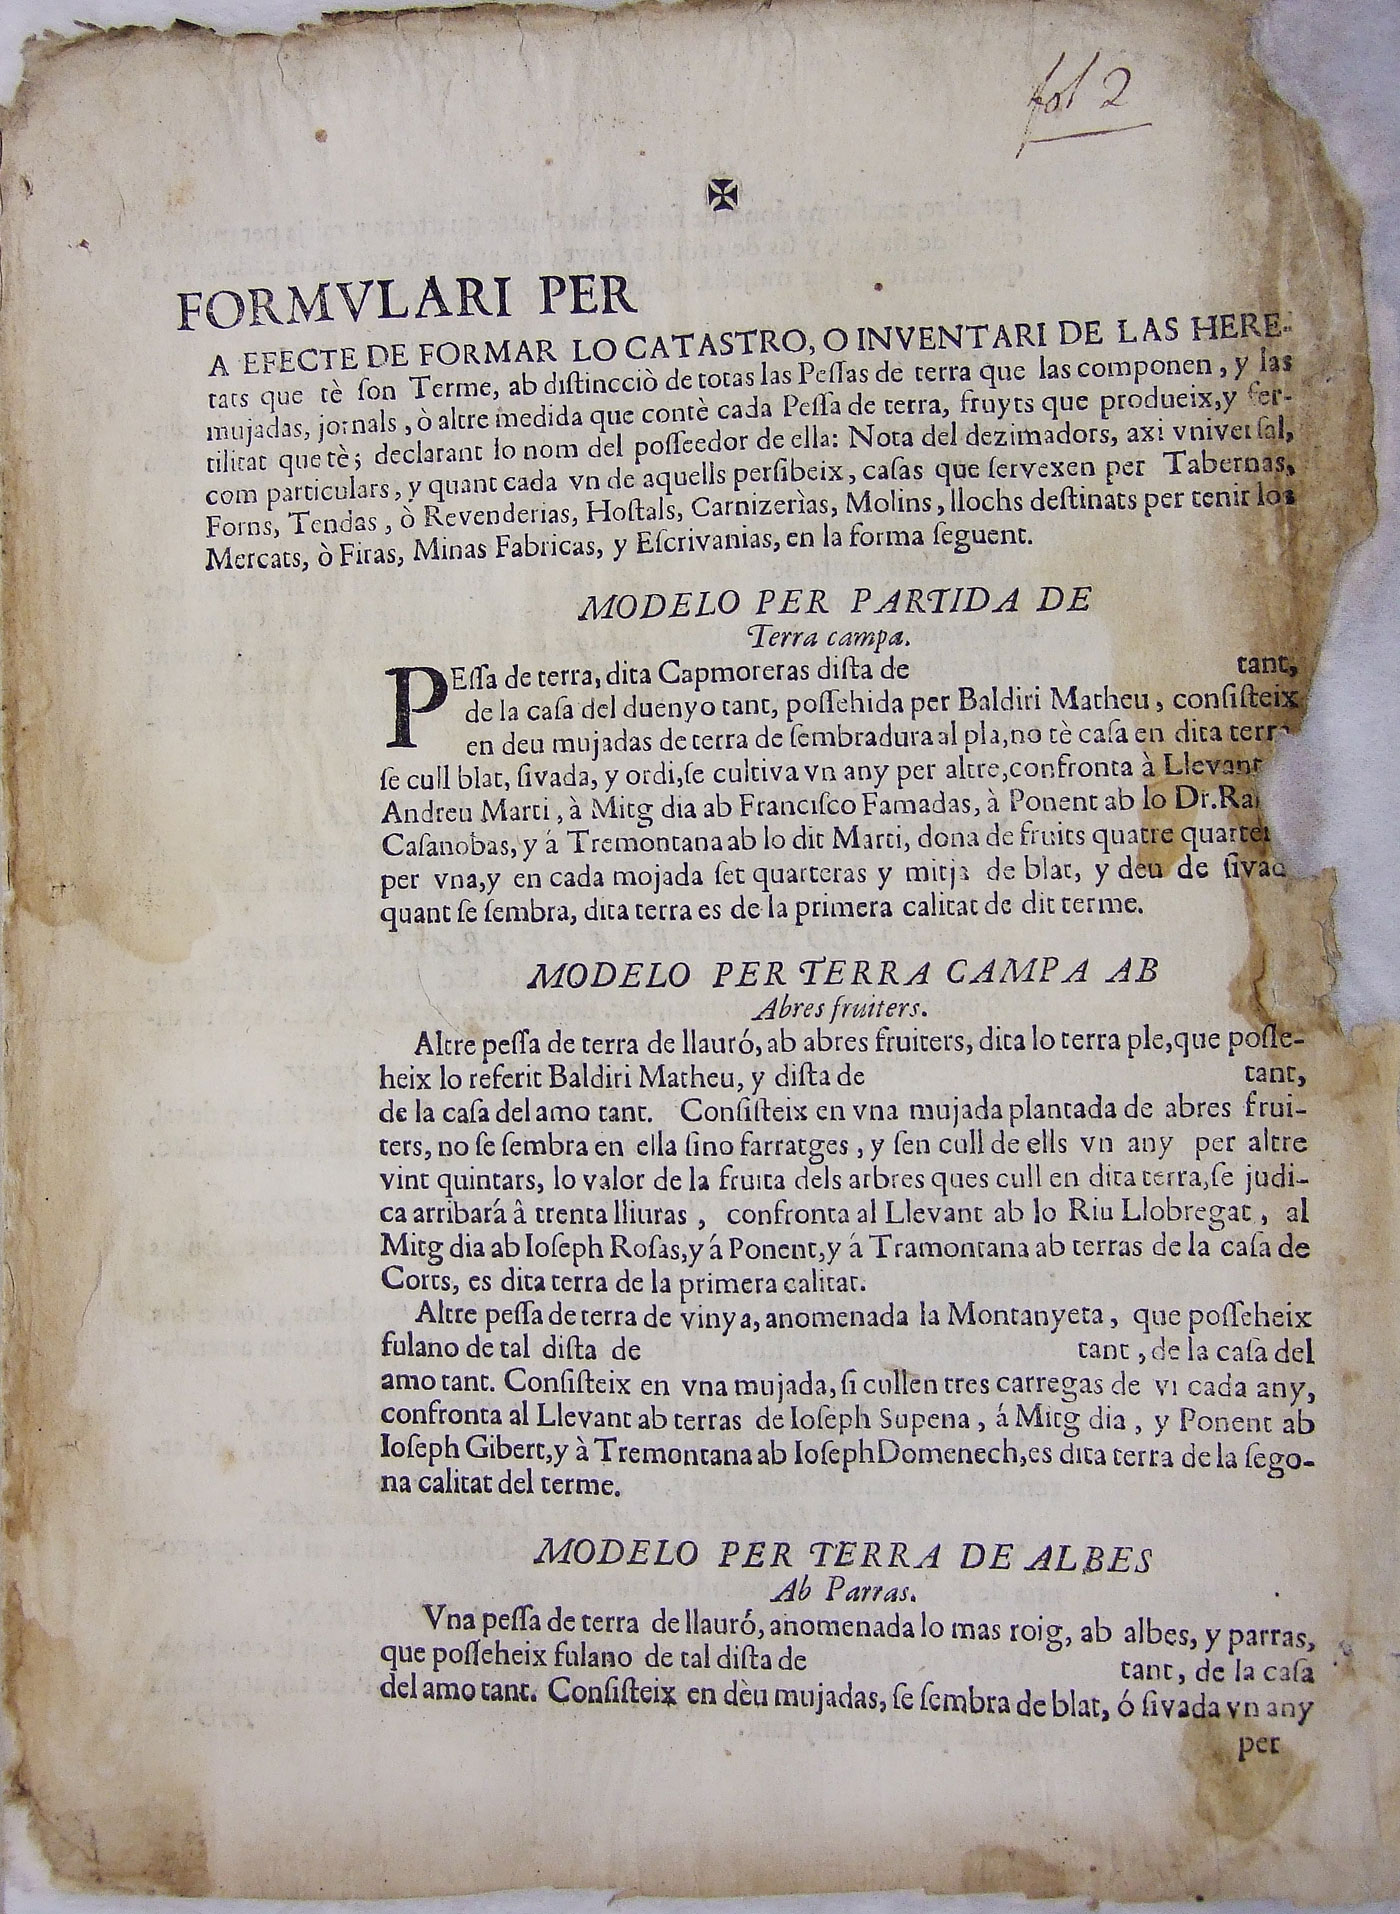 fol 2
FORMVLARI PER
A EFECTE DE FORMAR LO CATASTRO, O INVENTARI DE LAS HERE-
tats que tè ſon Terme, ab diſtincciò de totas las Peſſas de terra que las componen, y las
mujadas, jornals, ò altre medida que contè cada Peſſa de terra, fruyts que produeix, y fer-
tilitat que tè; declarant lo nom del poſſeedor de ella: Nota del dezimadors, axi vniverſal,
com particulars, y quant cada vn de aquells perſibeix, caſas que ſervexen per Tabernas,
Forns, Tendas, ò Revenderias, Hoſtals, Carnizerìas, Molins, llochs deſtinats per tenir los
Mercats, ò Firas, Minas Fabricas, y Eſcrivanias, en la forma ſeguent.
MODELO PER PARTIDA DE
Terra campa.
PEſſa de terra, dita Capmoreras diſta de tant,
de la caſa del duenyo tant, poſſehida per Baldiri Matheu, conſiſteix
en deu mujadas de terra de ſembradura al pla, no tè caſa en dita terra
ſe cull blat, ſivada, y ordi, ſe cultiva vn any per altre, confronta à Llevant
Andreu Marti, à Mitg dia ab Franciſco Famadas, à Ponent ab lo Dr.
Caſanobas, y á Tremontana ab lo dit Marti, dona de fruits quatre
per vna, y en cada mojada ſet quarteras y mitja de blat, y deu de
quant ſe ſembra, dita terra es de la primera calitat de dit terme.
MODELO PER TERRA CAMPA AB
Abres fruiters.
Altre peſſa de terra de llauró, ab abres fruiters, dita lo terra ple, que poſſe-
heix lo referit Baldiri Matheu, y diſta de tant,
de la caſa del amo tant. Conſiſteix en vna mujada plantada de abres frui-
ters, no ſe ſembra en ella ſino farratges, y ſen cull de ells vn any per altre
vint quintars, lo valor de la fruita dels arbres ques cull en dita terra, ſe judi-
ca arribará â trenta lliuras, confronta al Llevant ab lo Riu Llobregat, al
Mitg dia ab Ioſeph Roſas, y á Ponent, y á Tramontana ab terras de la caſa de
Corts, es dita terra de la primera calitat.
Altre peſſa de terra de vinya, anomenada la Montanyeta, que poſſeheix
fulano de tal diſta de tant, de la caſa del
amo tant. Conſiſteix en vna mujada, ſi cullen tres carregas de vi cada any,
confronta al Llevant ab terras de Ioſeph Supena, á Mitg dia, y Ponent ab
Ioſeph Gibert, y à Tremontana ab Ioſeph Domenech, es dita terra de la ſego-
na calitat del terme.
MODELO PER TERRA DE ALBES
Ab Parras.
Vna peſſa de terra de llauró, anomenada lo mas roig, ab albes, y parras,
que poſſeheix fulano de tal diſta de tant, de la caſa
del amo tant. Conſiſteix en dèu mujadas, ſe ſembra de blat, ó ſivada vn any
per